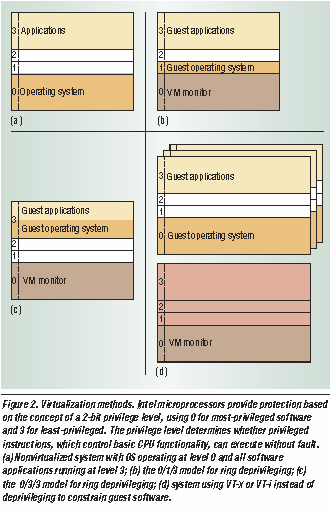 3 Applications
2
1
0 Operating system
(a)
3 Guest applications
2
1 Guest operating system
0 VM monitor
(b)
3 Guest applications
Guest operating system
2
1
0 VM monitor
(c)
3 Guest applications
2
1
0 Guest operating system
3
2
1
0 VM monitor
(d)
Figure 2. Virtualization methods. Intel microprocessors provide protection based
on the concept of a 2-bit privilege level, using 0 for most-privileged software
and 3 for least-privileged. The privilege level determines whether privileged
instructions, which control basic CPU functionality, can execute without fault.
(a) Nonvirtualized system with OS operating at level 0 and all software
applications running at level 3; (b) the 0/1/3 model for ring deprivileging; (c)
the 0/3/3 model for ring deprivileging; (d) system using VT-x or VT-i instead of
deprivileging to constrain guest software.